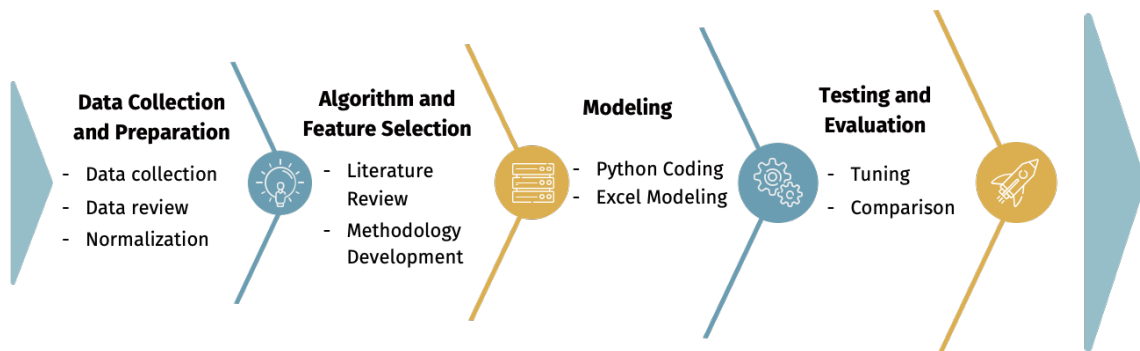 Data Collection
and Preparation
- Data collection
- Data review
- Normalization
Algorithm and
Feature Selection
- Literature
Review
- Methodology
Development
Modeling
- Python Coding
- Excel Modeling
Testing and
Evaluation
- Tuning
- Comparison